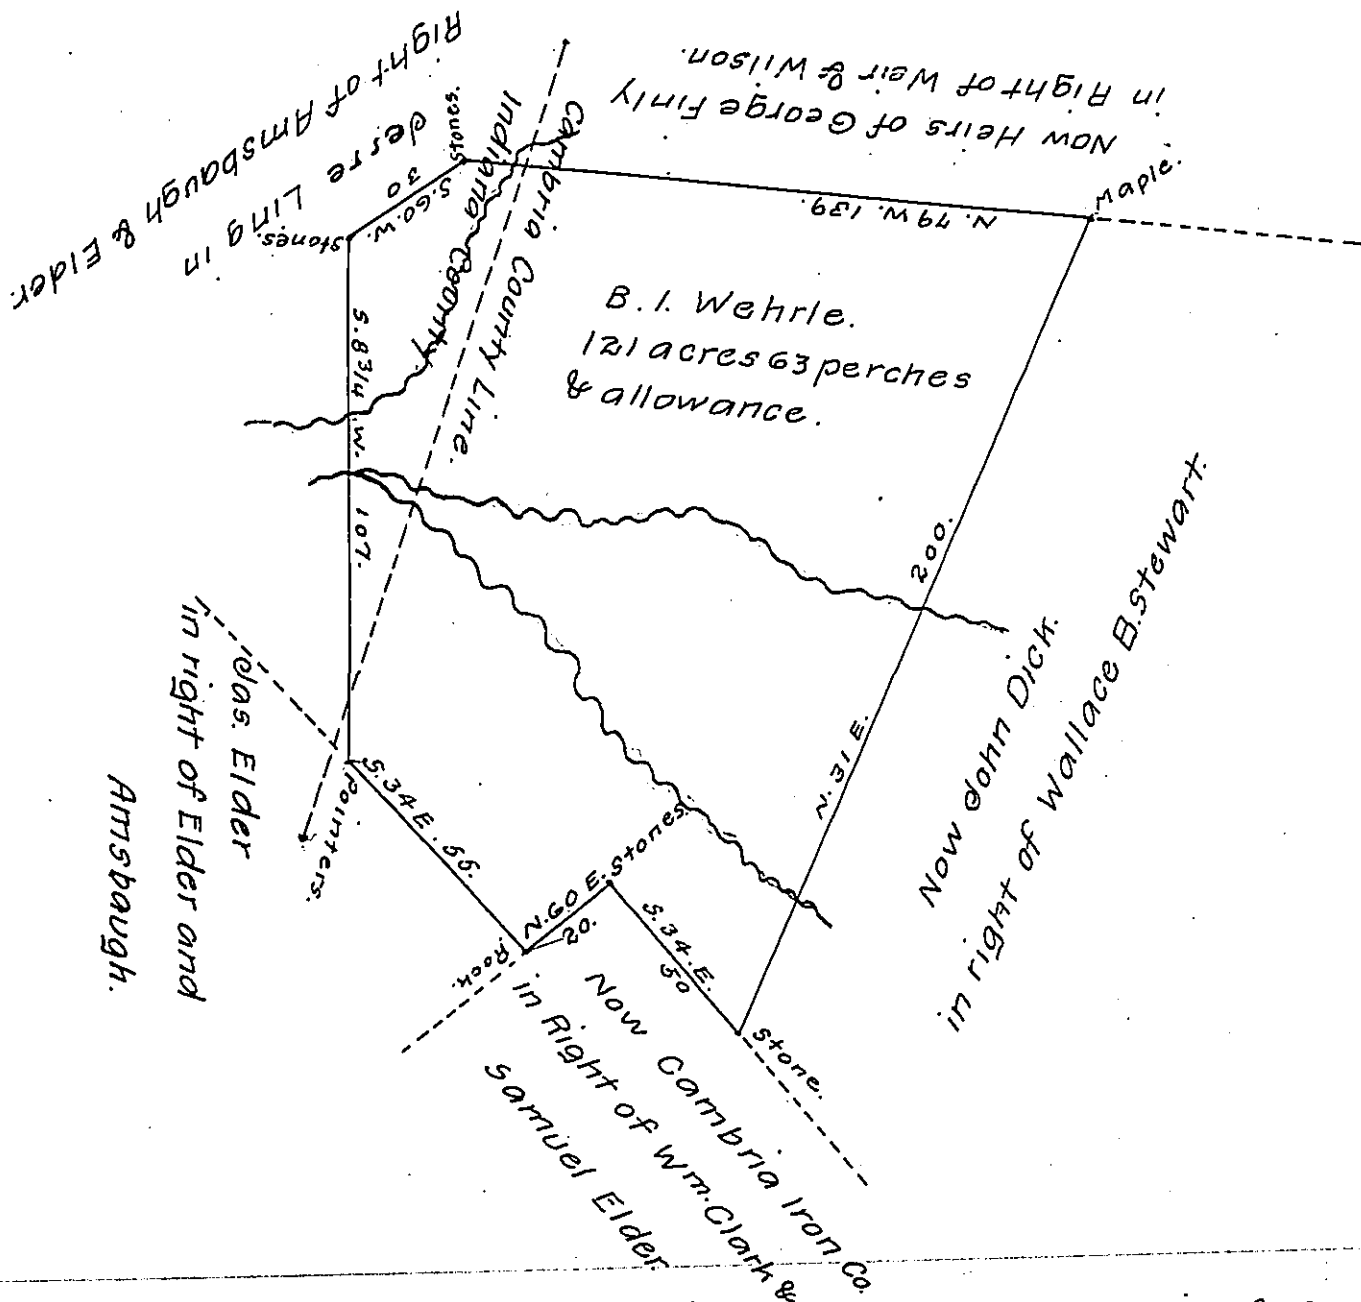 Right of Amsbaugh & Elder.
Jesse Ling in
Now Heirs of George Finly
in Right of Weir & Wilson.
Stones.
S. 60. W.
30
Stones.
Indiana County
Cambria County Line.
N. 79 W. 139.
Maple.
B. I. Wehrle.
121 acres 63 perches
& allowance.
S. 8 3/4 W. 107.
200.
N. 31 E.
Now John Dick.
in right of Wallace B. Stewart.
Jas. Elder
in right of Elder and
Amsbaugh.
Pointers.
S. 34 E. 55.
Rock.
N. 60 E.
20.
Stones
S. 34. E.
50
Stone.
Now Cambria Iron Co.
in Right of Wm. Clark &
Samuel Elder.